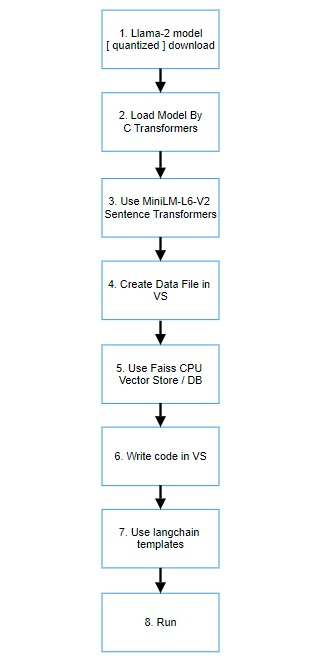 1. Llama-2 model
[ quantized ] download
2. Load Model By
C Transformers
3. Use MiniLM-L6-V2
Sentence Transformers
4. Create Data File in
VS
5. Use Faiss CPU
Vector Store / DB
6. Write code in VS
7. Use langchain
templates
8. Run